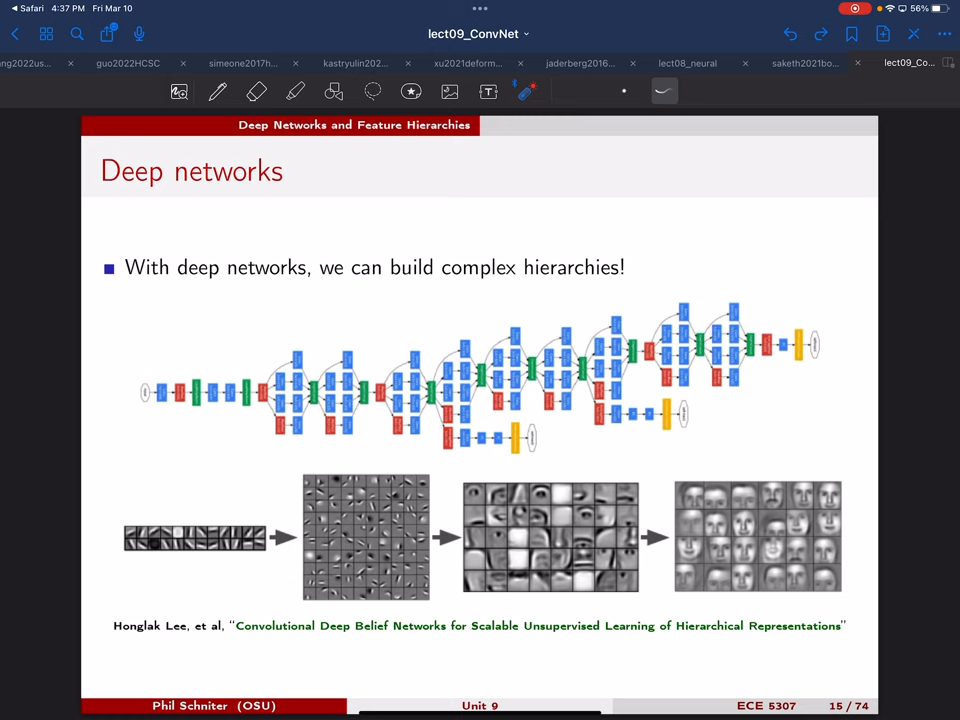 Safari 4:37 PM Fri Mar 10
56%
lect09_ConvNet
ang2022us...
guo2022HCSC
simeone2017h...
kastryulin202...
xu2021deform...
jaderberg2016...
lect08_neural
saketh2021bo...
lect09_Co...
Deep Networks and Feature Hierarchies
Deep networks
With deep networks, we can build complex hierarchies!
Honglak Lee, et al, "Convolutional Deep Belief Networks for Scalable Unsupervised Learning of Hierarchical Representations"
Phil Schniter (OSU) Unit 9 ECE 5307 15 / 74